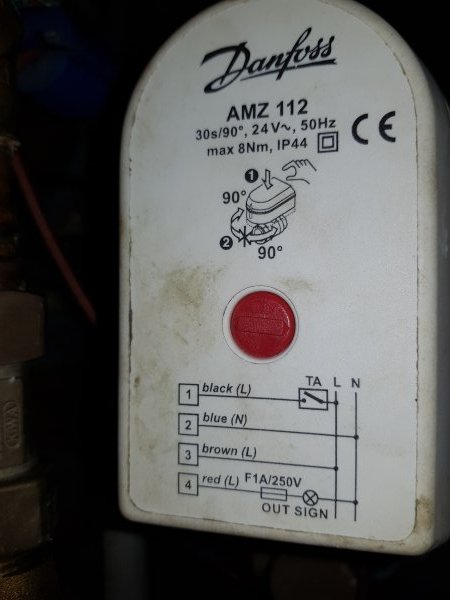 Danfoss
AMZ 112
30s/90°, 24V~, 50Hz
max 8Nm, IP44
CE
1
90°
2
90°
TA L N
1 black (L)
2 blue (N)
3 brown (L)
4 red (L) F1A/250V
OUT SIGN